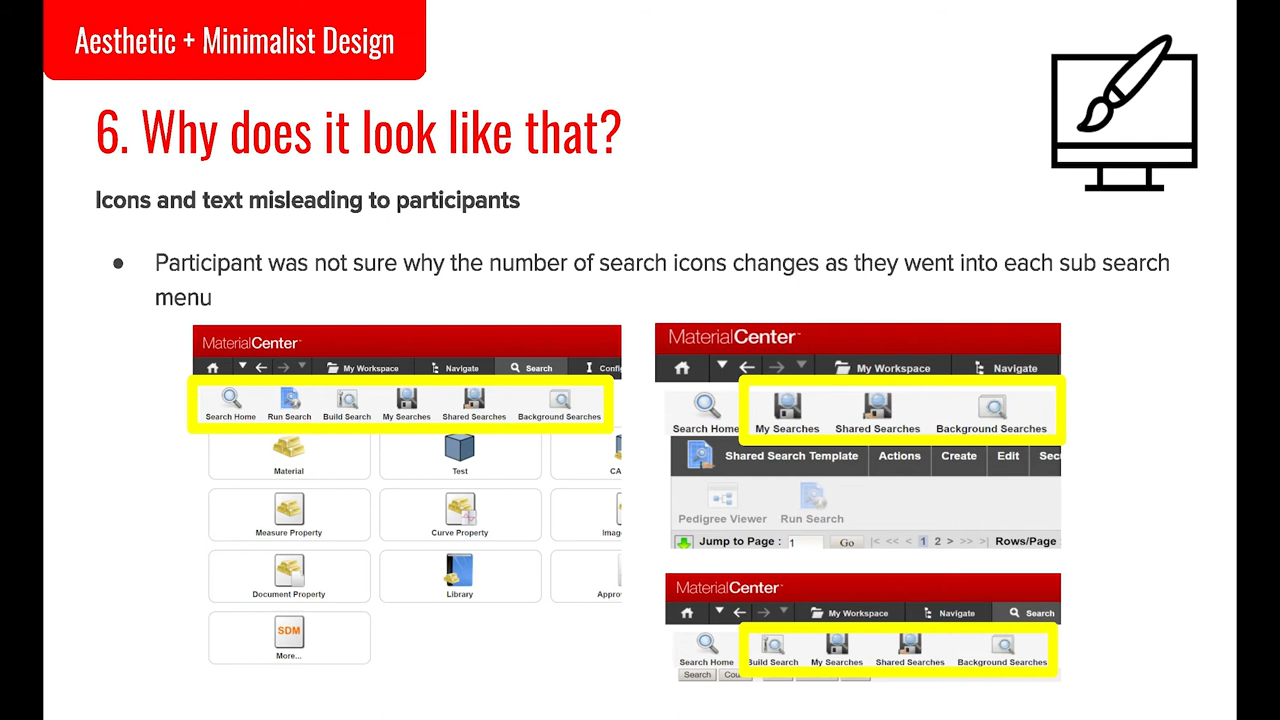 Aesthetic + Minimalist Design
6. Why does it look like that?
Icons and text misleading to participants
● Participant was not sure why the number of search icons changes as they went into each sub search
menu
MaterialCenter™
My Workspace Navigate Search
Search Home Run Search Build Search My Searches Shared Searches Background Searches
Material Test
Measure Property Curve Property
Document Property Library
SDM
More...
MaterialCenter™
My Workspace Navigate
Search Home My Searches Shared Searches Background Searches
Shared Search Template Actions Create Edit
Pedigree Viewer Run Search
Jump to Page : 1 Go |< << < 1 2 > >> >| Rows/Page
MaterialCenter™
My Workspace Navigate Search
Search Home Build Search My Searches Shared Searches Background Searches
Search